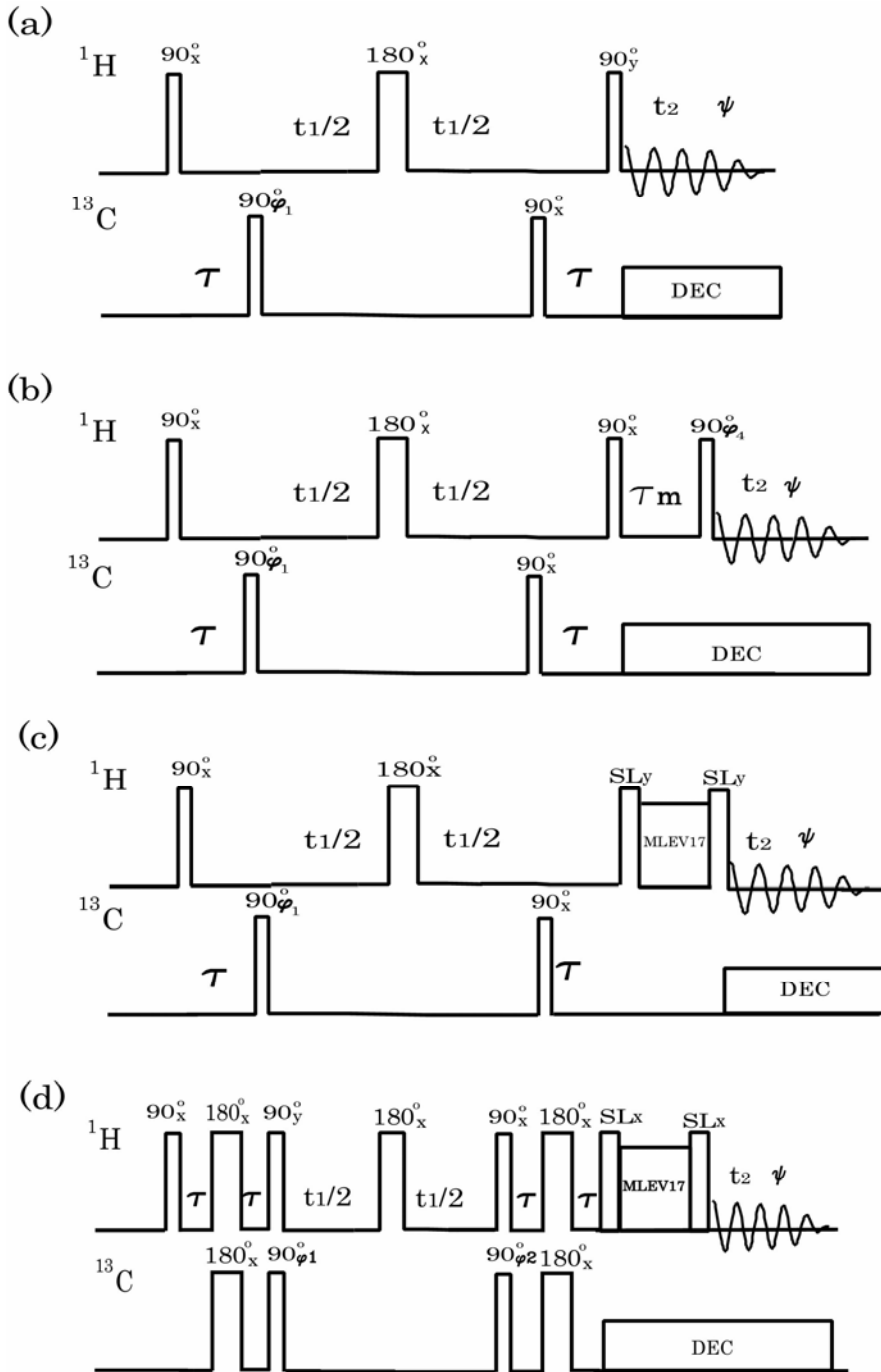 (a)
¹H
90°x
180°x
90°y
t₁/2
t₁/2
t₂ ψ
¹³C
90°φ₁
90°x
τ
τ
DEC
(b)
¹H
90°x
180°x
90°x
90°φ₄
t₁/2
t₁/2
τm
t₂ ψ
¹³C
90°φ₁
90°x
τ
τ
DEC
(c)
¹H
90°x
180°x
SLy
SLy
t₁/2
t₁/2
MLEV17
t₂ ψ
¹³C
90°φ₁
90°x
τ
τ
DEC
(d)
¹H
90°x
180°x
90°y
180°x
90°x
180°x
SLx
SLx
τ
τ
t₁/2
t₁/2
τ
τ
MLEV17
t₂ ψ
¹³C
180°x
90°φ1
90°φ2
180°x
DEC